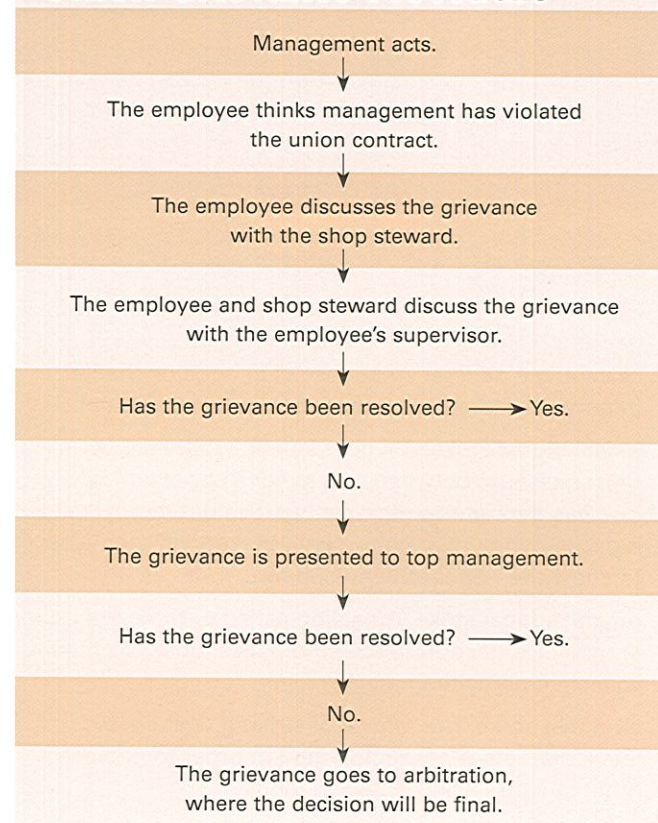 Management acts.
The employee thinks management has violated
the union contract.
The employee discusses the grievance
with the shop steward.
The employee and shop steward discuss the grievance
with the employee's supervisor.
Has the grievance been resolved? → Yes.
No.
The grievance is presented to top management.
Has the grievance been resolved? → Yes.
No.
The grievance goes to arbitration,
where the decision will be final.